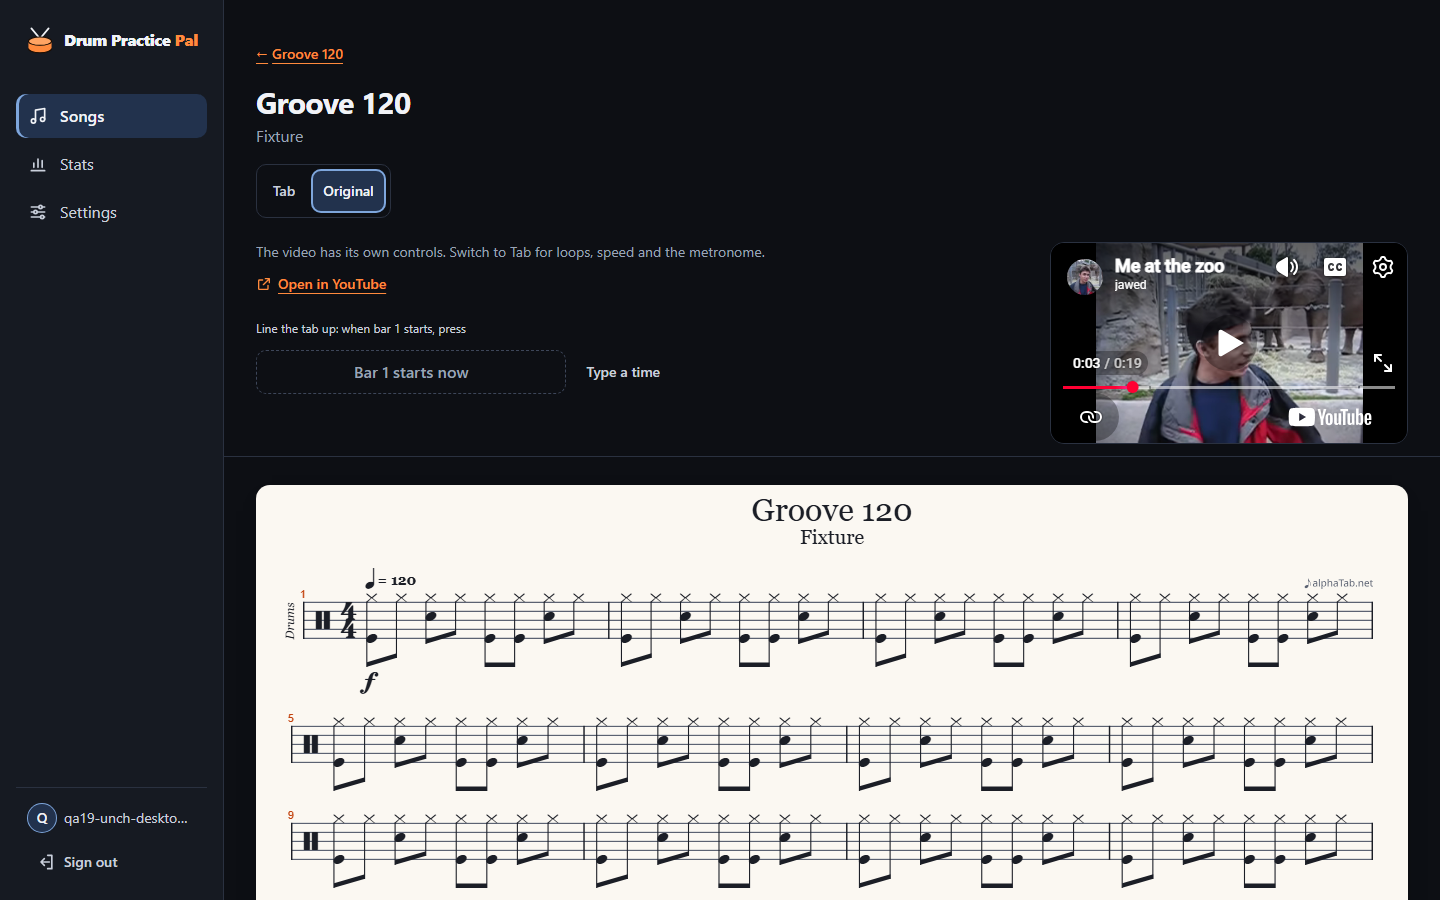 Drum Practice Pal
Songs
Stats
Settings
qa19-unch-deskto...
Q
Sign out
← Groove 120
Groove 120
Fixture
Tab
Original
The video has its own controls. Switch to Tab for loops, speed and the metronome.
Open in YouTube
Line the tab up: when bar 1 starts, press
Bar 1 starts now
Type a time
Me at the zoo
jawed
CC
0:03 / 0:19
YouTube
Groove 120
Fixture
= 120
alphaTab.net
1
Drums
4
4
f
5
9